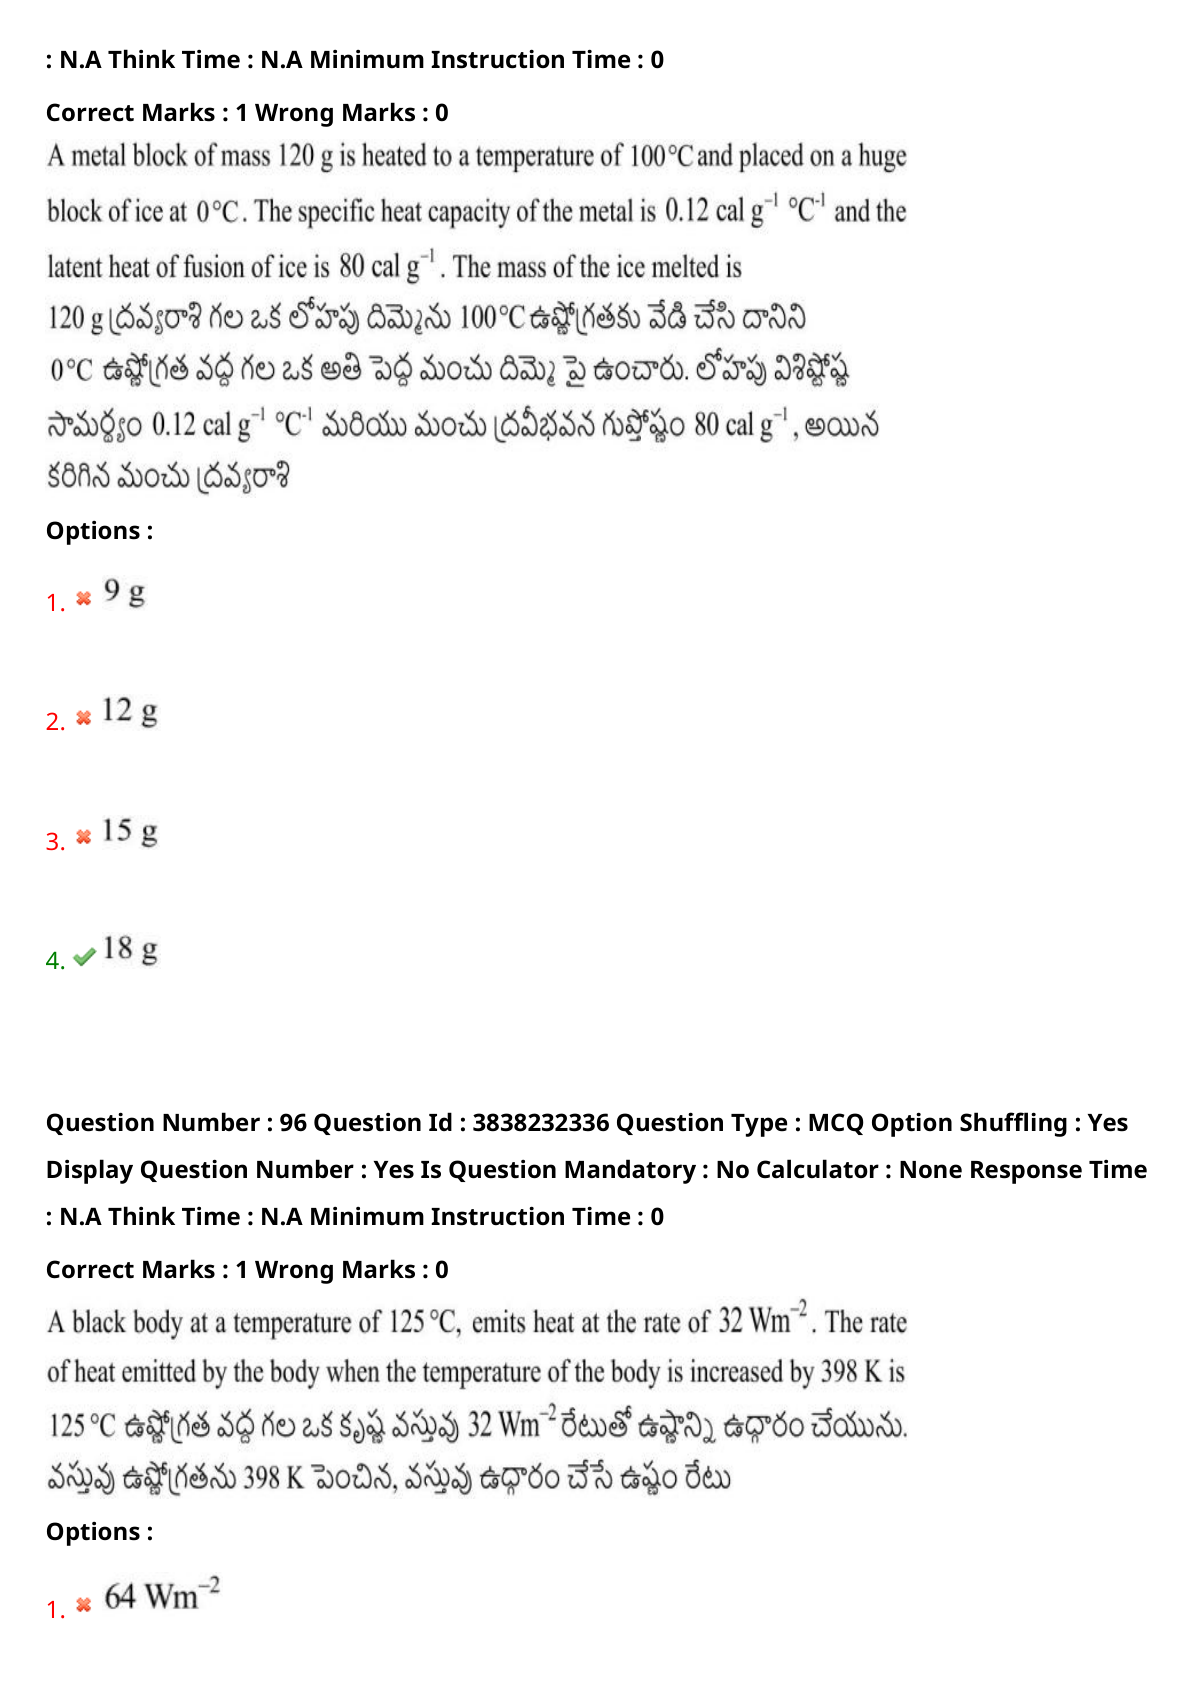 : N.A Think Time : N.A Minimum Instruction Time : 0
Correct Marks : 1 Wrong Marks : 0
A metal block of mass 120 g is heated to a temperature of 100°C and placed on a huge
block of ice at 0°C. The specific heat capacity of the metal is 0.12 cal g⁻¹ °C⁻¹ and the
latent heat of fusion of ice is 80 cal g⁻¹. The mass of the ice melted is
120 g ద్రవ్యరాశి గల ఒక లోహపు దిమ్మెను 100°C ఉష్ణోగ్రతకు వేడి చేసి దానిని
0°C ఉష్ణోగ్రత వద్ద గల ఒక అతి పెద్ద మంచు దిమ్మె పై ఉంచారు. లోహపు విశిష్టోష్ణ
సామర్థ్యం 0.12 cal g⁻¹ °C⁻¹ మరియు మంచు ద్రవీభవన గుప్తోష్ణం 80 cal g⁻¹, అయిన
కరిగిన మంచు ద్రవ్యరాశి
Options :
1. 9 g
2. 12 g
3. 15 g
4. 18 g
Question Number : 96 Question Id : 3838232336 Question Type : MCQ Option Shuffling : Yes
Display Question Number : Yes Is Question Mandatory : No Calculator : None Response Time
: N.A Think Time : N.A Minimum Instruction Time : 0
Correct Marks : 1 Wrong Marks : 0
A black body at a temperature of 125°C, emits heat at the rate of 32 Wm⁻². The rate
of heat emitted by the body when the temperature of the body is increased by 398 K is
125°C ఉష్ణోగ్రత వద్ద గల ఒక కృష్ణ వస్తువు 32 Wm⁻² రేటుతో ఉష్ణాన్ని ఉద్గారం చేయును.
వస్తువు ఉష్ణోగ్రతను 398 K పెంచిన, వస్తువు ఉద్గారం చేసే ఉష్ణం రేటు
Options :
1. 64 Wm⁻²